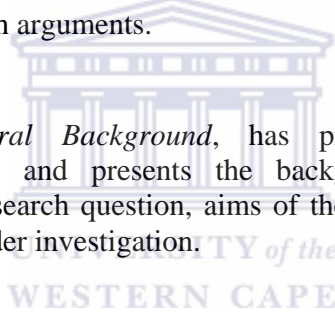 n arguments.
ral Background, has p
and presents the back
search question, aims of the
der investigation.
UNIVERSITY of the
WESTERN CAPE